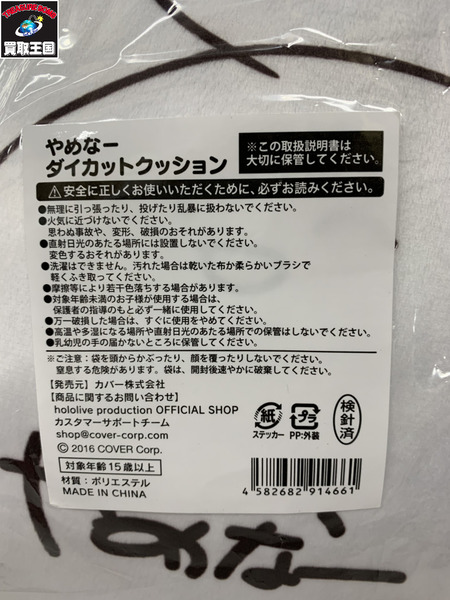 TREASURE KINGDOM
買取王国
やめなー
ダイカットクッション
※この取扱説明書は
大切に保管してください。
安全に正しくお使いいただくために、必ずお読みください。
●無理に引っ張ったり、投げたり乱暴に扱わないでください。
●火気に近づけないでください。
思わぬ事故や、変形、破損のおそれがあります。
●直射日光のあたる場所には設置しないでください。
変色するおそれがあります。
●洗濯はできません。汚れた場合は乾いた布か柔らかいブラシで
軽くふき取ってください。
●摩擦等により若干色落ちする場合があります。
●対象年齢未満のお子様が使用する場合は、
保護者の指導のもと必ず一緒に使用してください。
●万一破損した場合は、すぐに使用をやめてください。
●高温や多湿になる場所や直射日光のあたる場所での保管はしないでください。
●乳幼児の手の届かないところに保管してください。
※ご注意：袋を頭からかぶったり、顔を覆ったりしないでください。
窒息する危険があります。袋は、開封後速やかに破棄してください。
【発売元】カバー株式会社
【商品に関するお問い合わせ】
hololive production OFFICIAL SHOP
カスタマーサポートチーム
shop@cover-corp.com
© 2016 COVER Corp.
対象年齢15歳以上
材質：ポリエステル
MADE IN CHINA
紙
ステッカー
プラ
PP:外装
検針済
4 582682 914661
やめなー